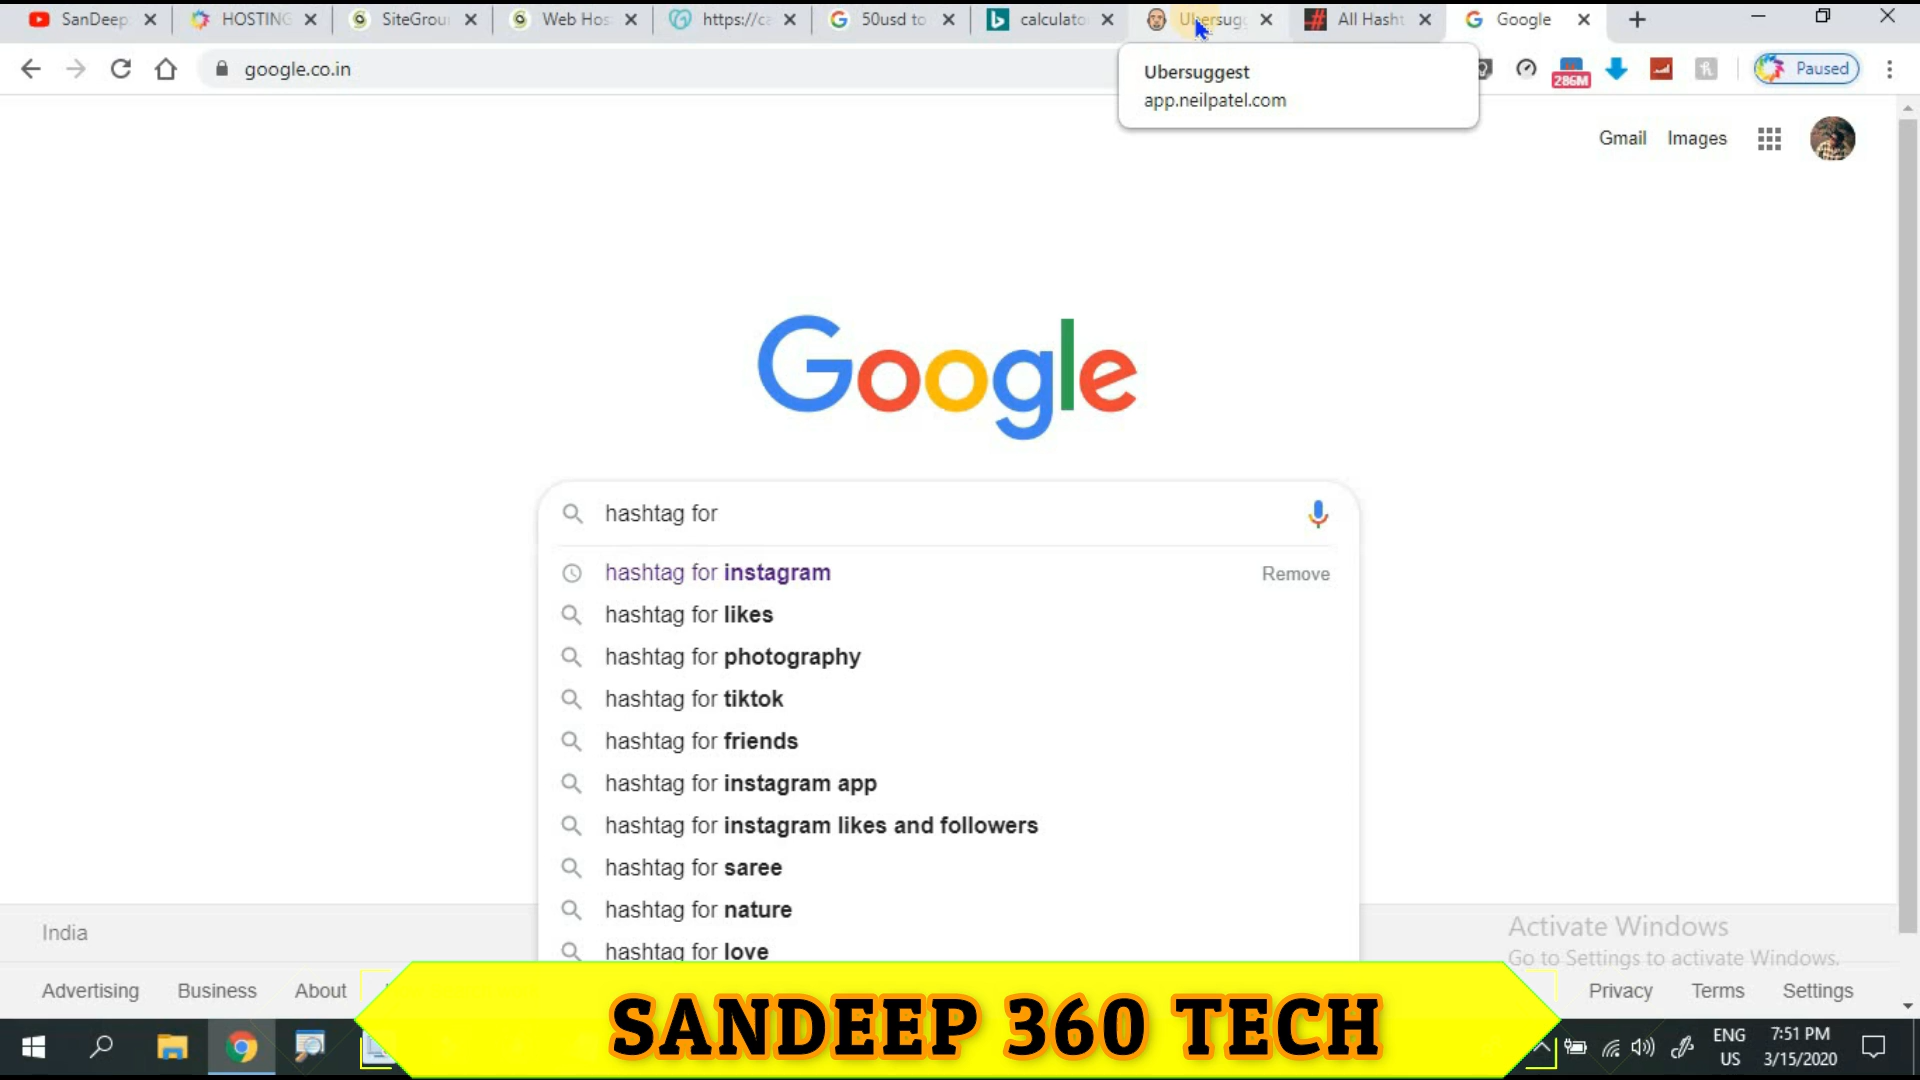 SanDeep
HOSTING
SiteGrou
Web Hos
https://ca
50usd to
calculato
Ubersugg
All Hasht
Google
google.co.in
Ubersuggest
app.neilpatel.com
286M
Paused
Gmail
Images
Google
hashtag for
hashtag for instagram
Remove
hashtag for likes
hashtag for photography
hashtag for tiktok
hashtag for friends
hashtag for instagram app
hashtag for instagram likes and followers
hashtag for saree
hashtag for nature
hashtag for love
India
Activate Windows
Go to Settings to activate Windows.
Advertising
Business
About
Privacy
Terms
Settings
SANDEEP 360 TECH
ENG
US
7:51 PM
3/15/2020